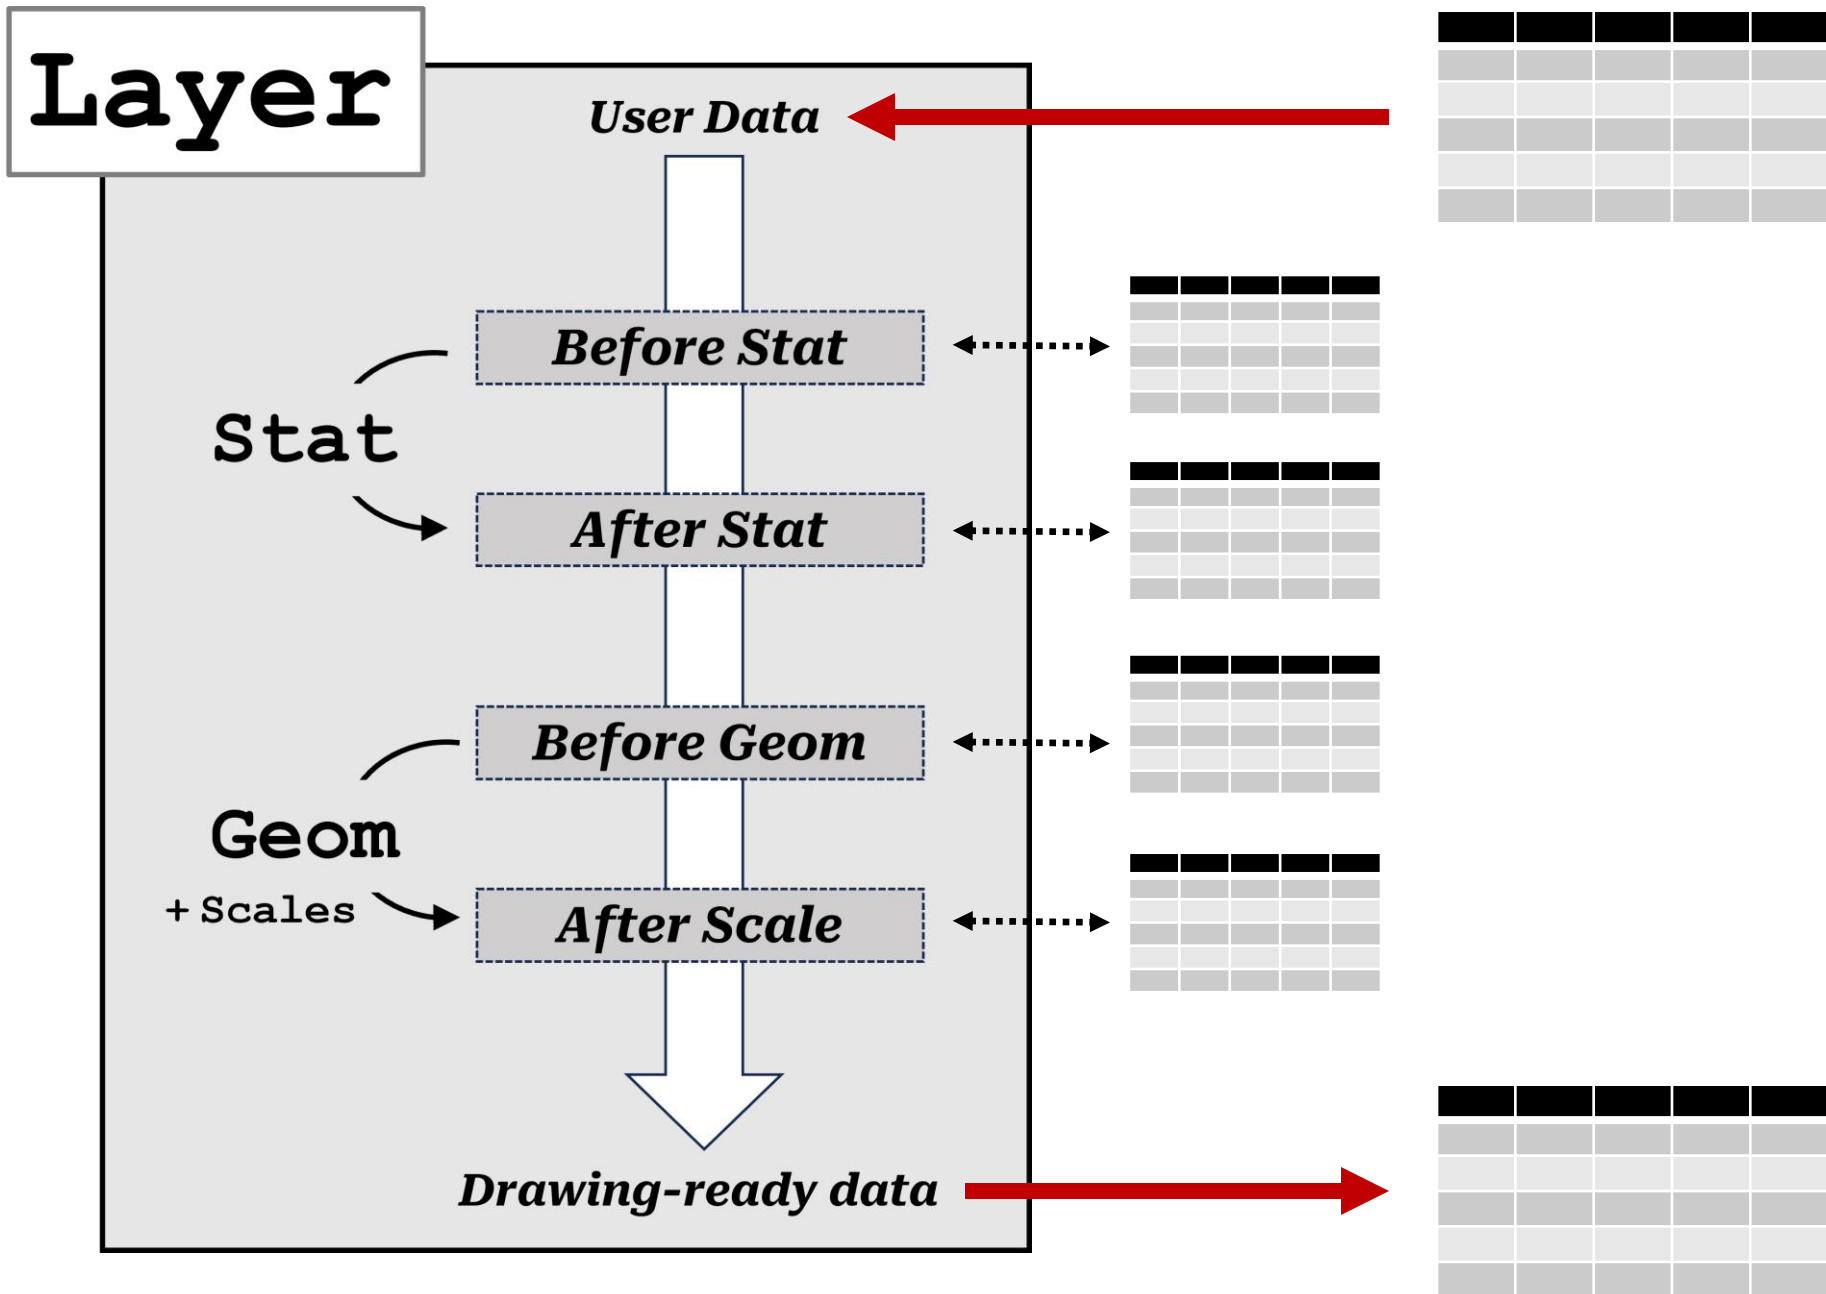 Layer
User Data
Before Stat
Stat
After Stat
Before Geom
Geom
+ Scales
After Scale
Drawing-ready data